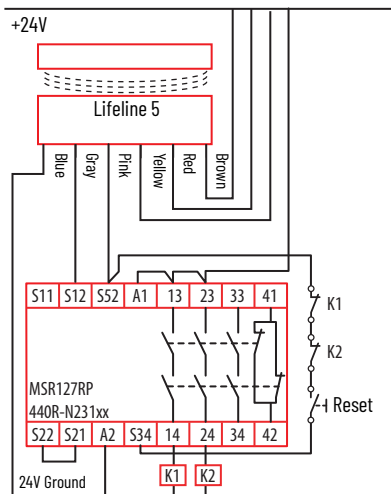 +24V
Lifeline 5
Blue
Gray
Pink
Yellow
Red
Brown
S11 S12 S52 A1 13 23 33 41
K1
K2
MSR127RP
440R-N231xx
Reset
S22 S21 A2 S34 14 24 34 42
K1 K2
24V Ground